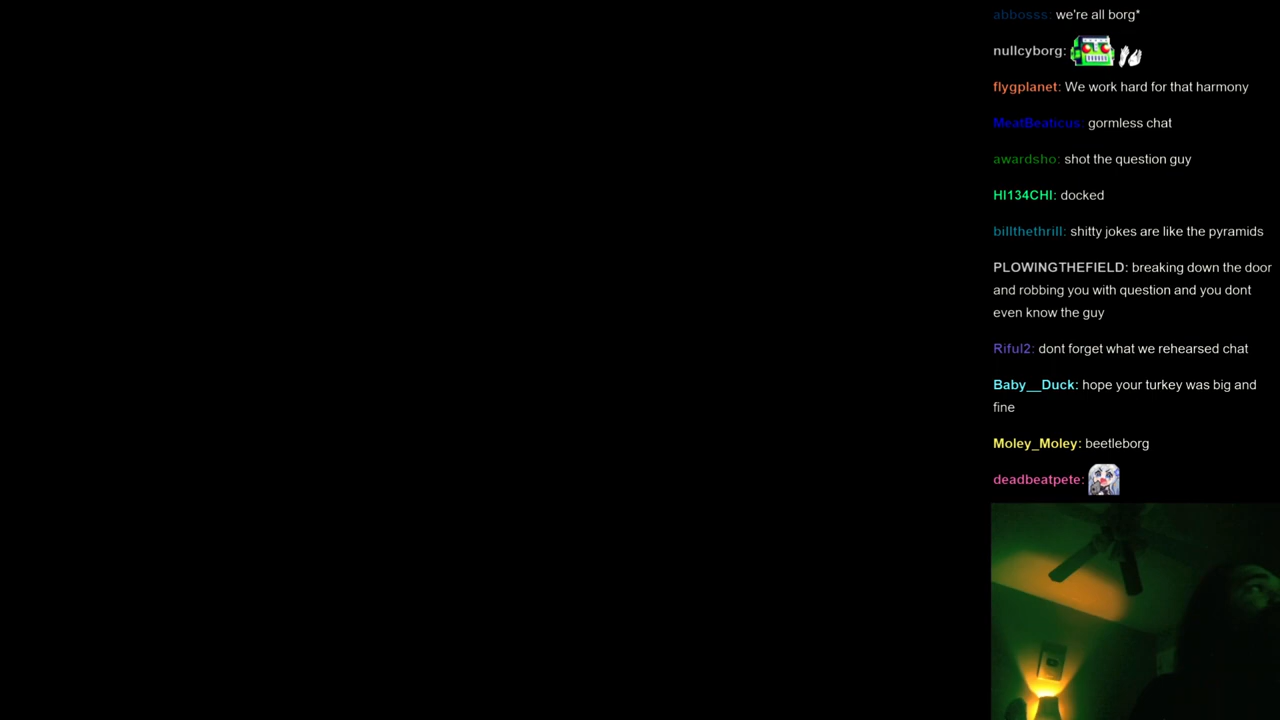 abbosss: we're all borg*
nullcyborg:
flygplanet: We work hard for that harmony
MeatBeaticus: gormless chat
awardsho: shot the question guy
HI134CHI: docked
billthethrill: shitty jokes are like the pyramids
PLOWINGTHEFIELD: breaking down the door
and robbing you with question and you dont
even know the guy
Riful2: dont forget what we rehearsed chat
Baby__Duck: hope your turkey was big and
fine
Moley_Moley: beetleborg
deadbeatpete: